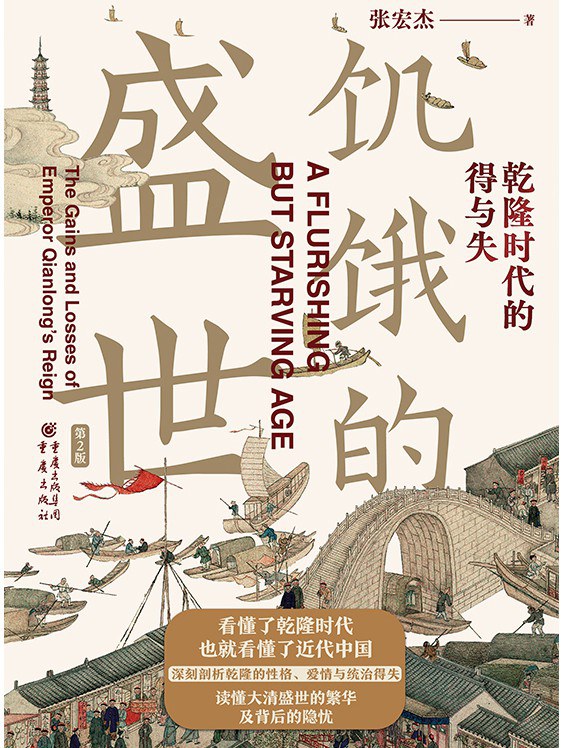 张宏杰 著
饥饿的
盛世
乾隆时代的
得与失
A FLURISHING
BUT STARVING AGE
The Gains and Losses of
Emperor Qianlong's Reign
第2版
重庆出版集团
重庆出版社
看懂了乾隆时代
也就看懂了近代中国
深刻剖析乾隆的性格、爱情与统治得失
读懂大清盛世的繁华
及背后的隐忧